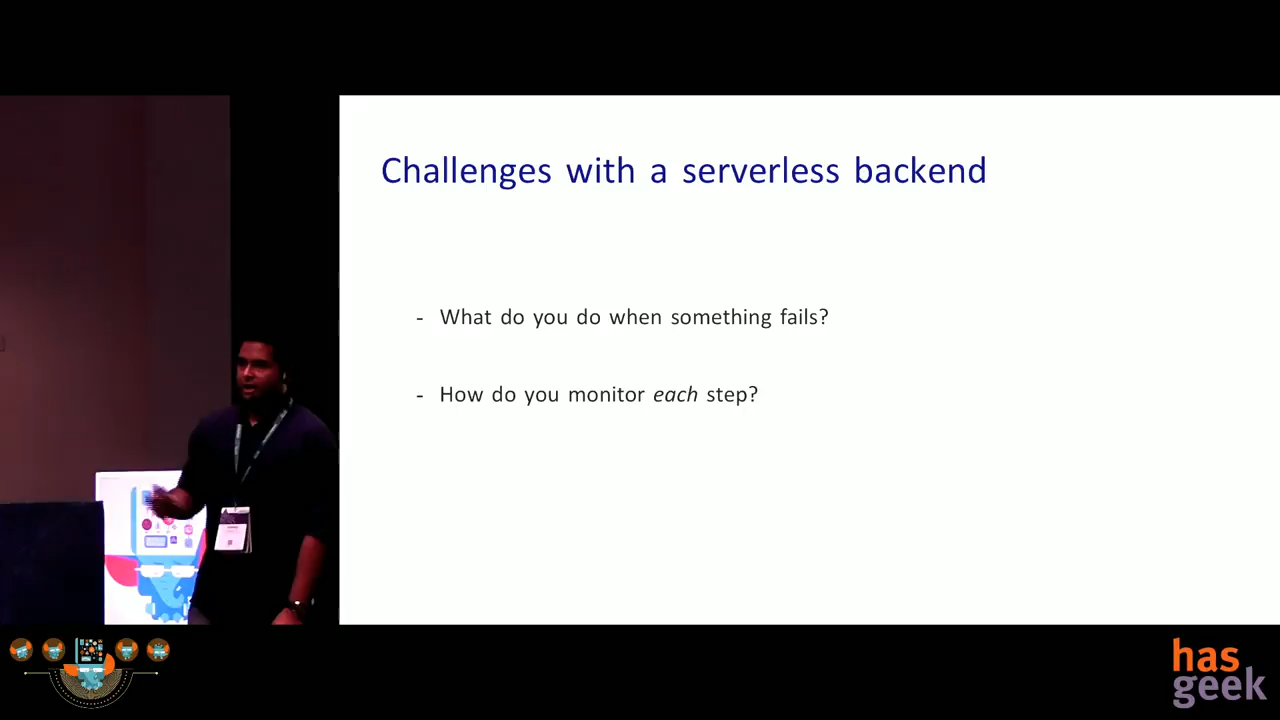 Challenges with a serverless backend
- What do you do when something fails?
- How do you monitor each step?
has
geek